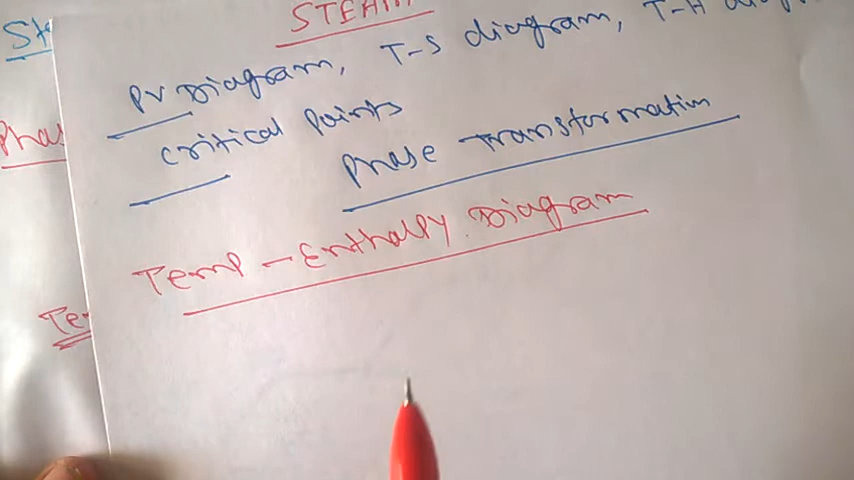 STEAM
PV Diagram, T-S diagram, T-H
critical points
Phase Transformation
Temp - Enthalpy. Diagram